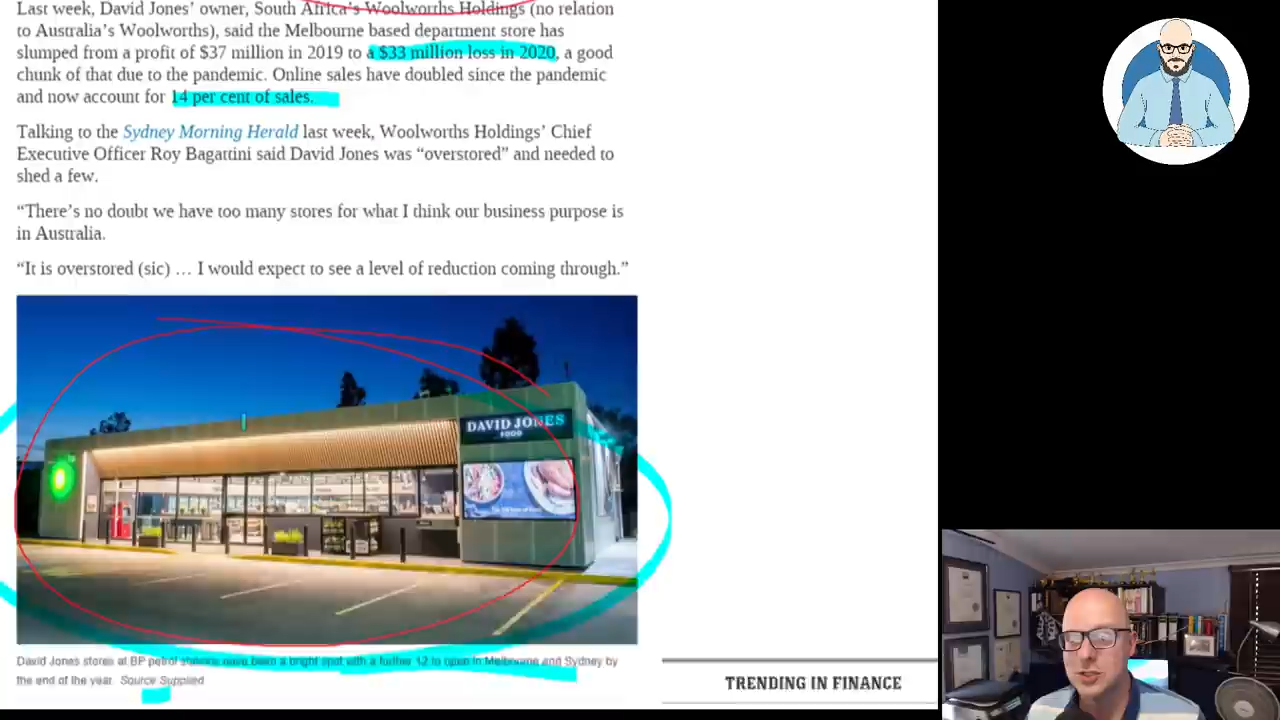 Last week, David Jones’ owner, South Africa’s Woolworths Holdings (no relation
to Australia’s Woolworths), said the Melbourne based department store has
slumped from a profit of $37 million in 2019 to a $33 million loss in 2020, a good
chunk of that due to the pandemic. Online sales have doubled since the pandemic
and now account for 14 per cent of sales.
Talking to the Sydney Morning Herald last week, Woolworths Holdings’ Chief
Executive Officer Roy Bagattini said David Jones was “overstored” and needed to
shed a few.
“There’s no doubt we have too many stores for what I think our business purpose is
in Australia.
“It is overstored (sic) … I would expect to see a level of reduction coming through.”
DAVID JONES
FOOD
David Jones stores at BP petrol stations have been a bright spot with a further 12 to open in Melbourne and Sydney by
the end of the year. Source Supplied
TRENDING IN FINANCE